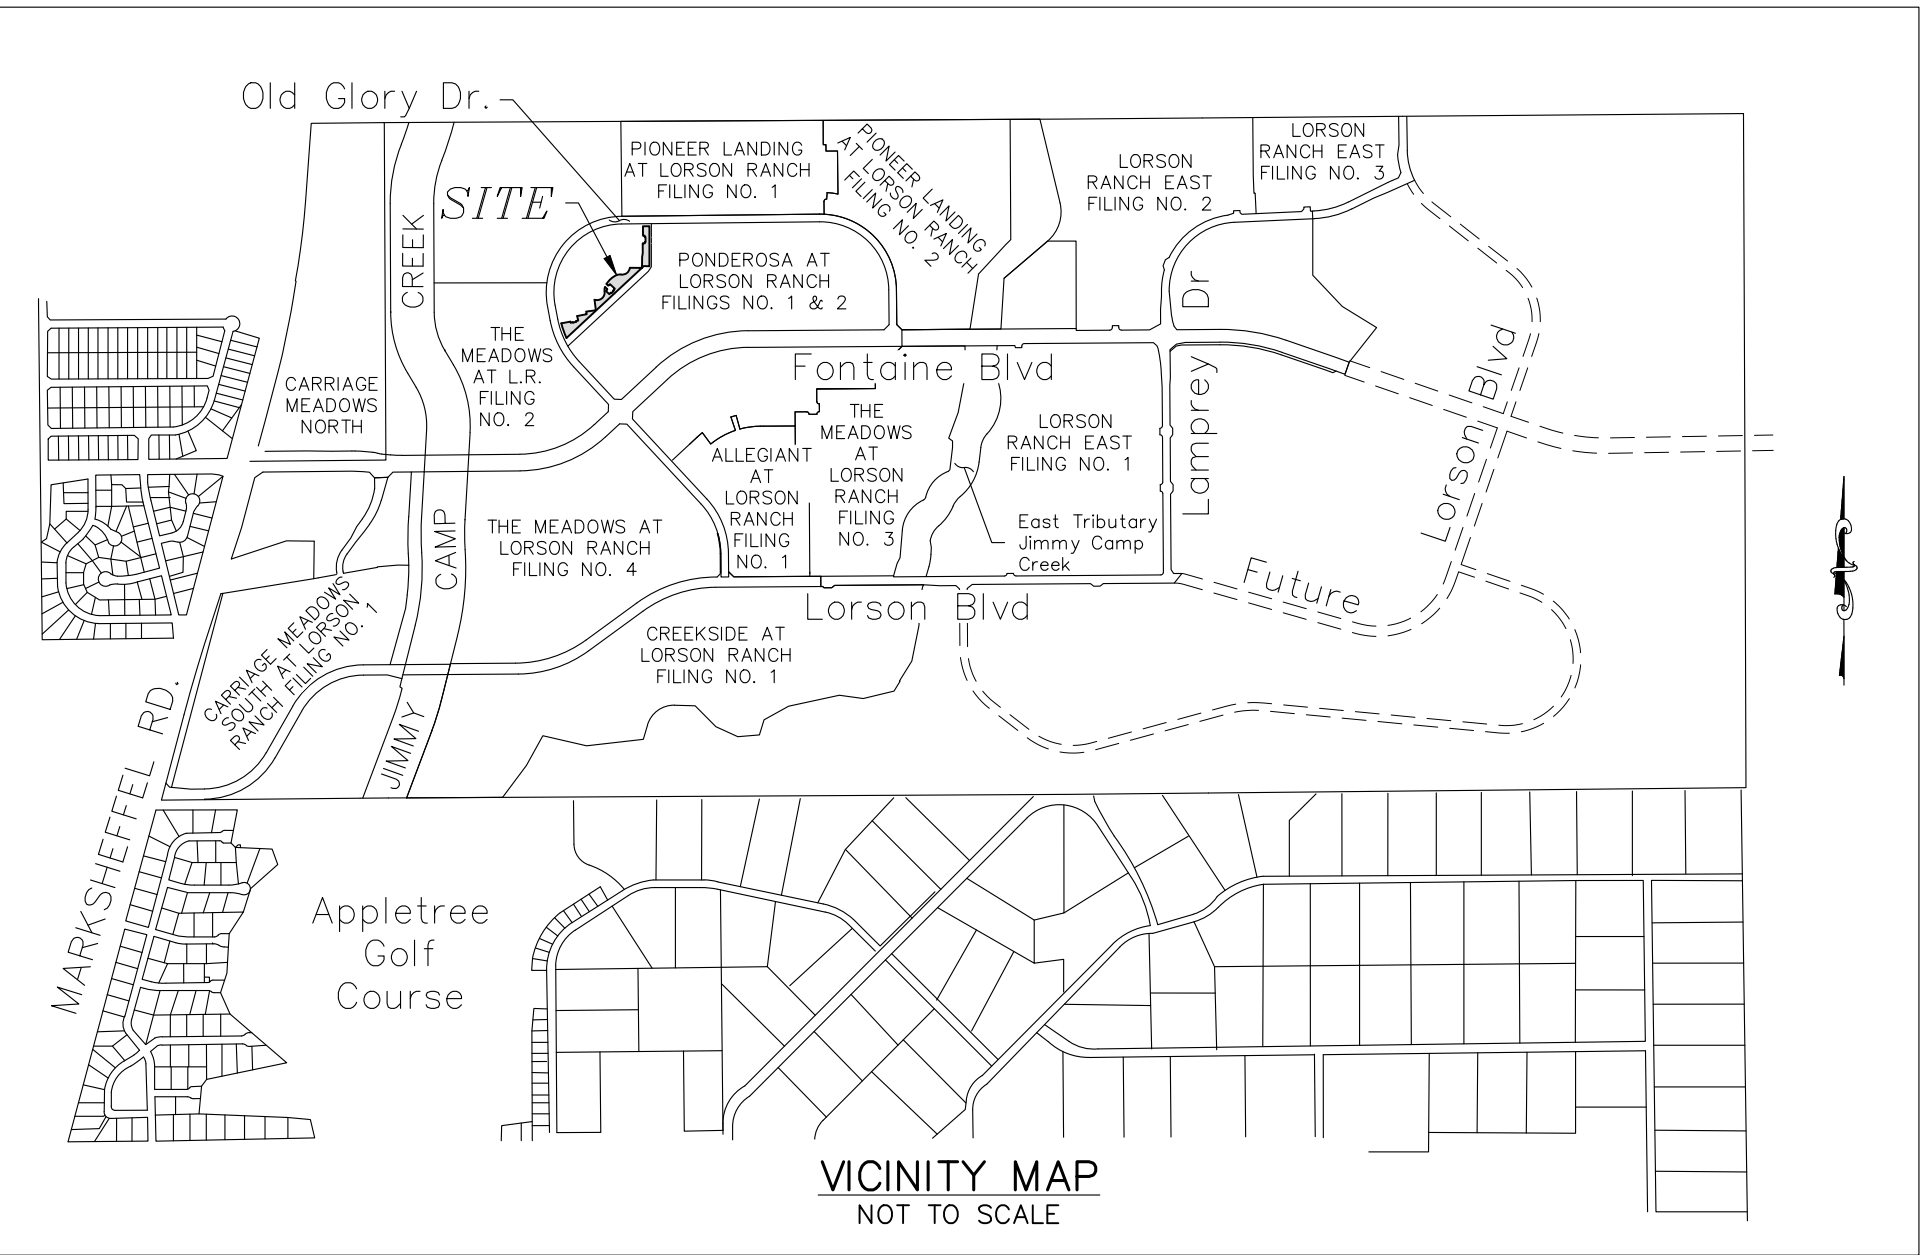 Old Glory Dr.
SITE
PIONEER LANDING
AT LORSON RANCH
FILING NO. 1
PIONEER LANDING
AT LORSON RANCH
FILING NO. 2
LORSON
RANCH EAST
FILING NO. 2
LORSON
RANCH EAST
FILING NO. 3
PONDEROSA AT
LORSON RANCH
FILINGS NO. 1 & 2
CREEK
CAMP
JIMMY
THE
MEADOWS
AT L.R.
FILING
NO. 2
CARRIAGE
MEADOWS
NORTH
Fontaine Blvd
Lamprey Dr
Lorson Blvd
ALLEGIANT
AT
LORSON
RANCH
FILING
NO. 1
THE
MEADOWS
AT
LORSON
RANCH
FILING
NO. 3
LORSON
RANCH EAST
FILING NO. 1
East Tributary
Jimmy Camp
Creek
THE MEADOWS AT
LORSON RANCH
FILING NO. 4
Future
Lorson Blvd
CARRIAGE MEADOWS
SOUTH AT LORSON
RANCH FILING NO. 1
CREEKSIDE AT
LORSON RANCH
FILING NO. 1
MARKSHEFFEL RD.
Appletree
Golf
Course
VICINITY MAP
NOT TO SCALE